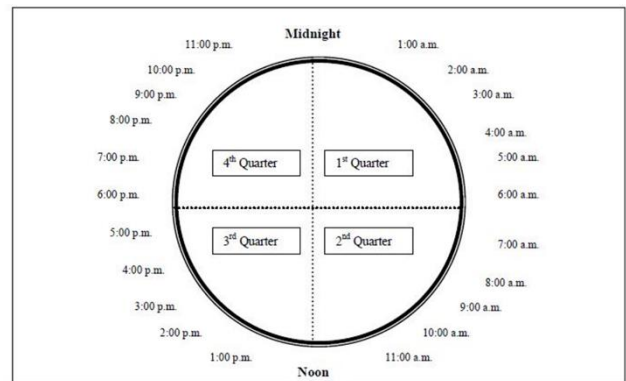 Midnight
11:00 p.m. 1:00 a.m.
10:00 p.m. 2:00 a.m.
9:00 p.m. 3:00 a.m.
8:00 p.m. 4:00 a.m.
7:00 p.m. 4th Quarter 1st Quarter 5:00 a.m.
6:00 p.m. 6:00 a.m.
5:00 p.m. 3rd Quarter 2nd Quarter 7:00 a.m.
4:00 p.m. 8:00 a.m.
3:00 p.m. 9:00 a.m.
2:00 p.m. 10:00 a.m.
1:00 p.m. 11:00 a.m.
Noon